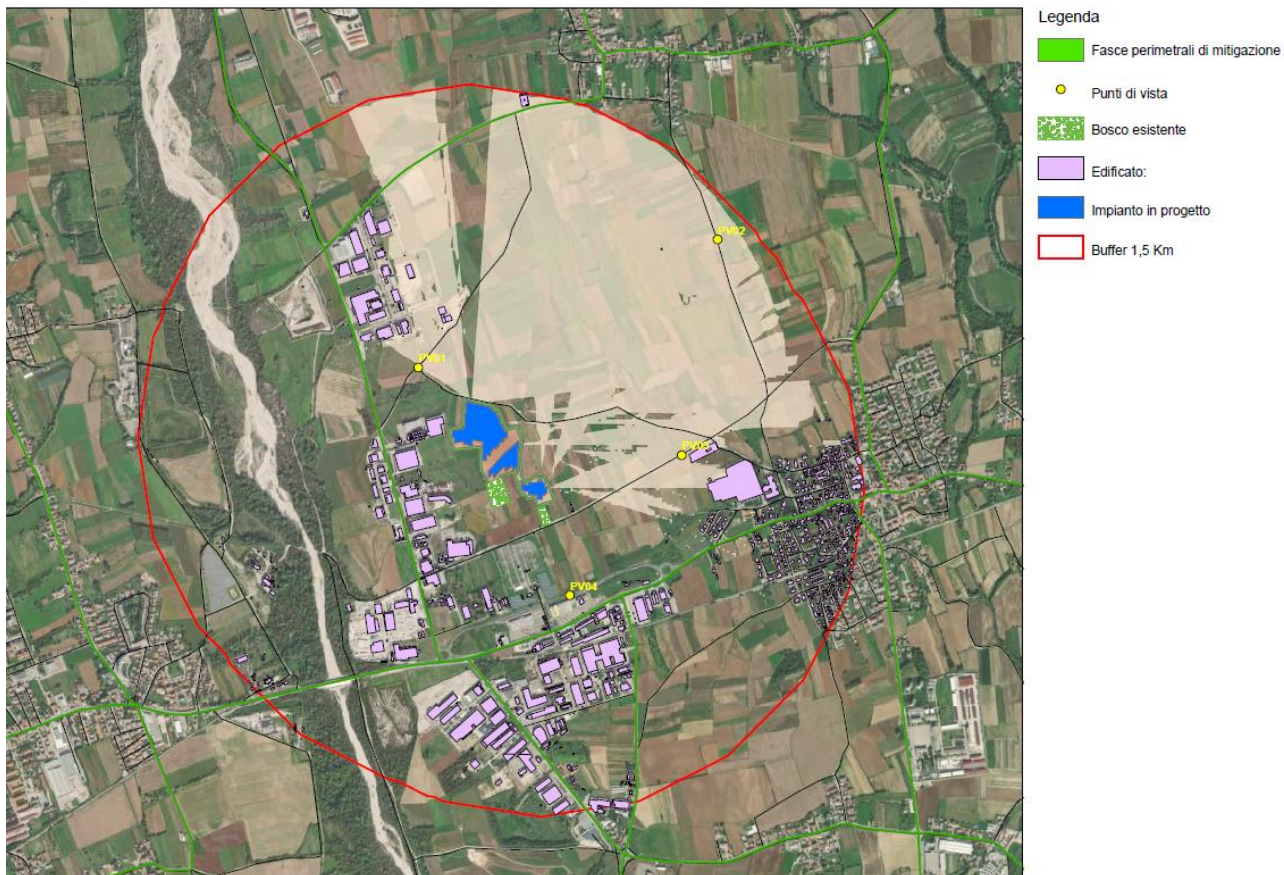 Legenda
Fasce perimetrali di mitigazione
Punti di vista
Bosco esistente
Edificato:
Impianto in progetto
Buffer 1,5 Km
PV02
PV01
PV03
PV04